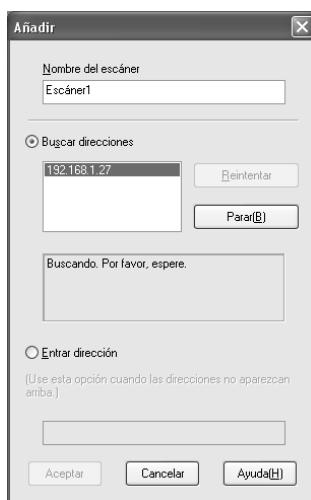 Añadir
Nombre del escáner
Escáner1
Buscar direcciones
192.168.1.27
Reintentar
Parar(B)
Buscando. Por favor, espere.
Entrar dirección
(Use esta opción cuando las direcciones no aparezcan
arriba.)
Aceptar
Cancelar
Ayuda(H)